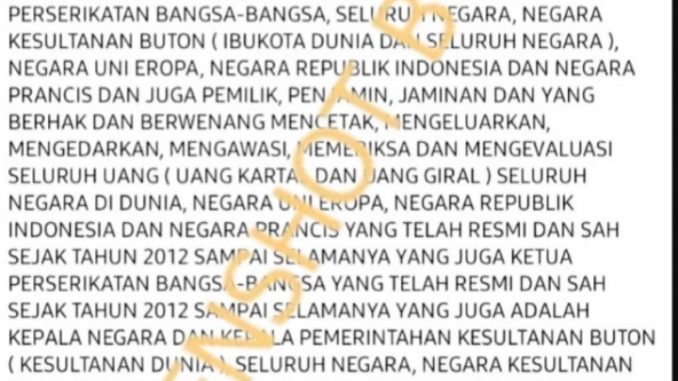 PERSERIKATAN BANGSA-BANGSA, SELURUH NEGARA, NEGARA
KESULTANAN BUTON ( IBUKOTA DUNIA DAN SELURUH NEGARA ),
NEGARA UNI EROPA, NEGARA REPUBLIK INDONESIA DAN NEGARA
PRANCIS DAN JUGA PEMILIK, PENJAMIN, JAMINAN DAN YANG
BERHAK DAN BERWENANG MENCETAK, MENGELUARKAN,
MENGEDARKAN, MENGAWASI, MEMERIKSA DAN MENGEVALUASI
SELURUH UANG ( UANG KARTAL DAN UANG GIRAL ) SELURUH
NEGARA DI DUNIA, NEGARA UNI EROPA, NEGARA REPUBLIK
INDONESIA DAN NEGARA PRANCIS YANG TELAH RESMI DAN SAH
SEJAK TAHUN 2012 SAMPAI SELAMANYA YANG JUGA KETUA
PERSERIKATAN BANGSA-BANGSA YANG TELAH RESMI DAN SAH
SEJAK TAHUN 2012 SAMPAI SELAMANYA YANG JUGA ADALAH
KEPALA NEGARA DAN KEPALA PEMERINTAHAN KESULTANAN BUTON
( KESULTANAN DUNIA ), SELURUH NEGARA, NEGARA KESULTANAN
ENSHOT B